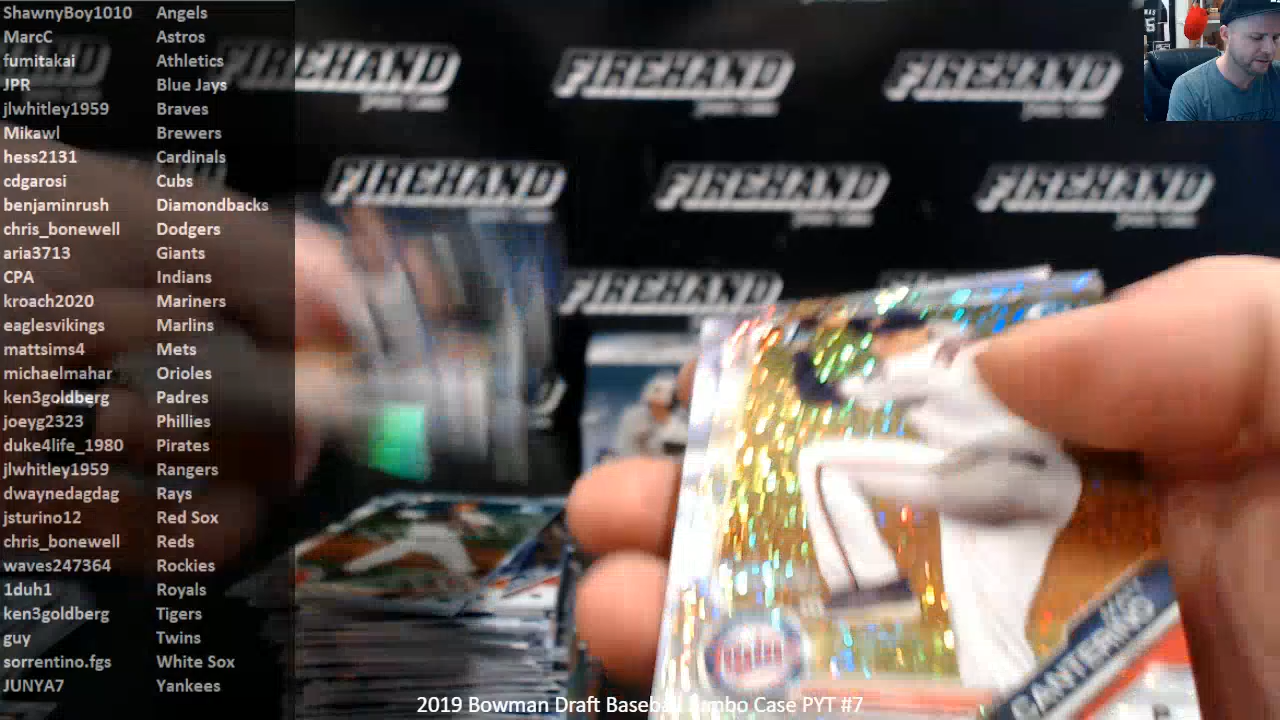 ShawnyBoy1010 Angels
MarcC Astros
fumitakai Athletics
JPR Blue Jays
jlwhitley1959 Braves
Mikawl Brewers
hess2131 Cardinals
cdgarosi Cubs
benjaminrush Diamondbacks
chris_bonewell Dodgers
aria3713 Giants
CPA Indians
kroach2020 Mariners
eaglesvikings Marlins
mattsims4 Mets
michaelmahar Orioles
ken3goldberg Padres
joeyg2323 Phillies
duke4life_1980 Pirates
jlwhitley1959 Rangers
dwaynedagdag Rays
jsturino12 Red Sox
chris_bonewell Reds
waves247364 Rockies
1duh1 Royals
ken3goldberg Tigers
guy Twins
sorrentino.fgs White Sox
JUNYA7 Yankees
FIREHAND FIREHAND FIREHAND
FIREHAND FIREHAND FIREHAND
FIREHAND
CANTERINO
2019 Bowman Draft Baseball Jumbo Case PYT #7